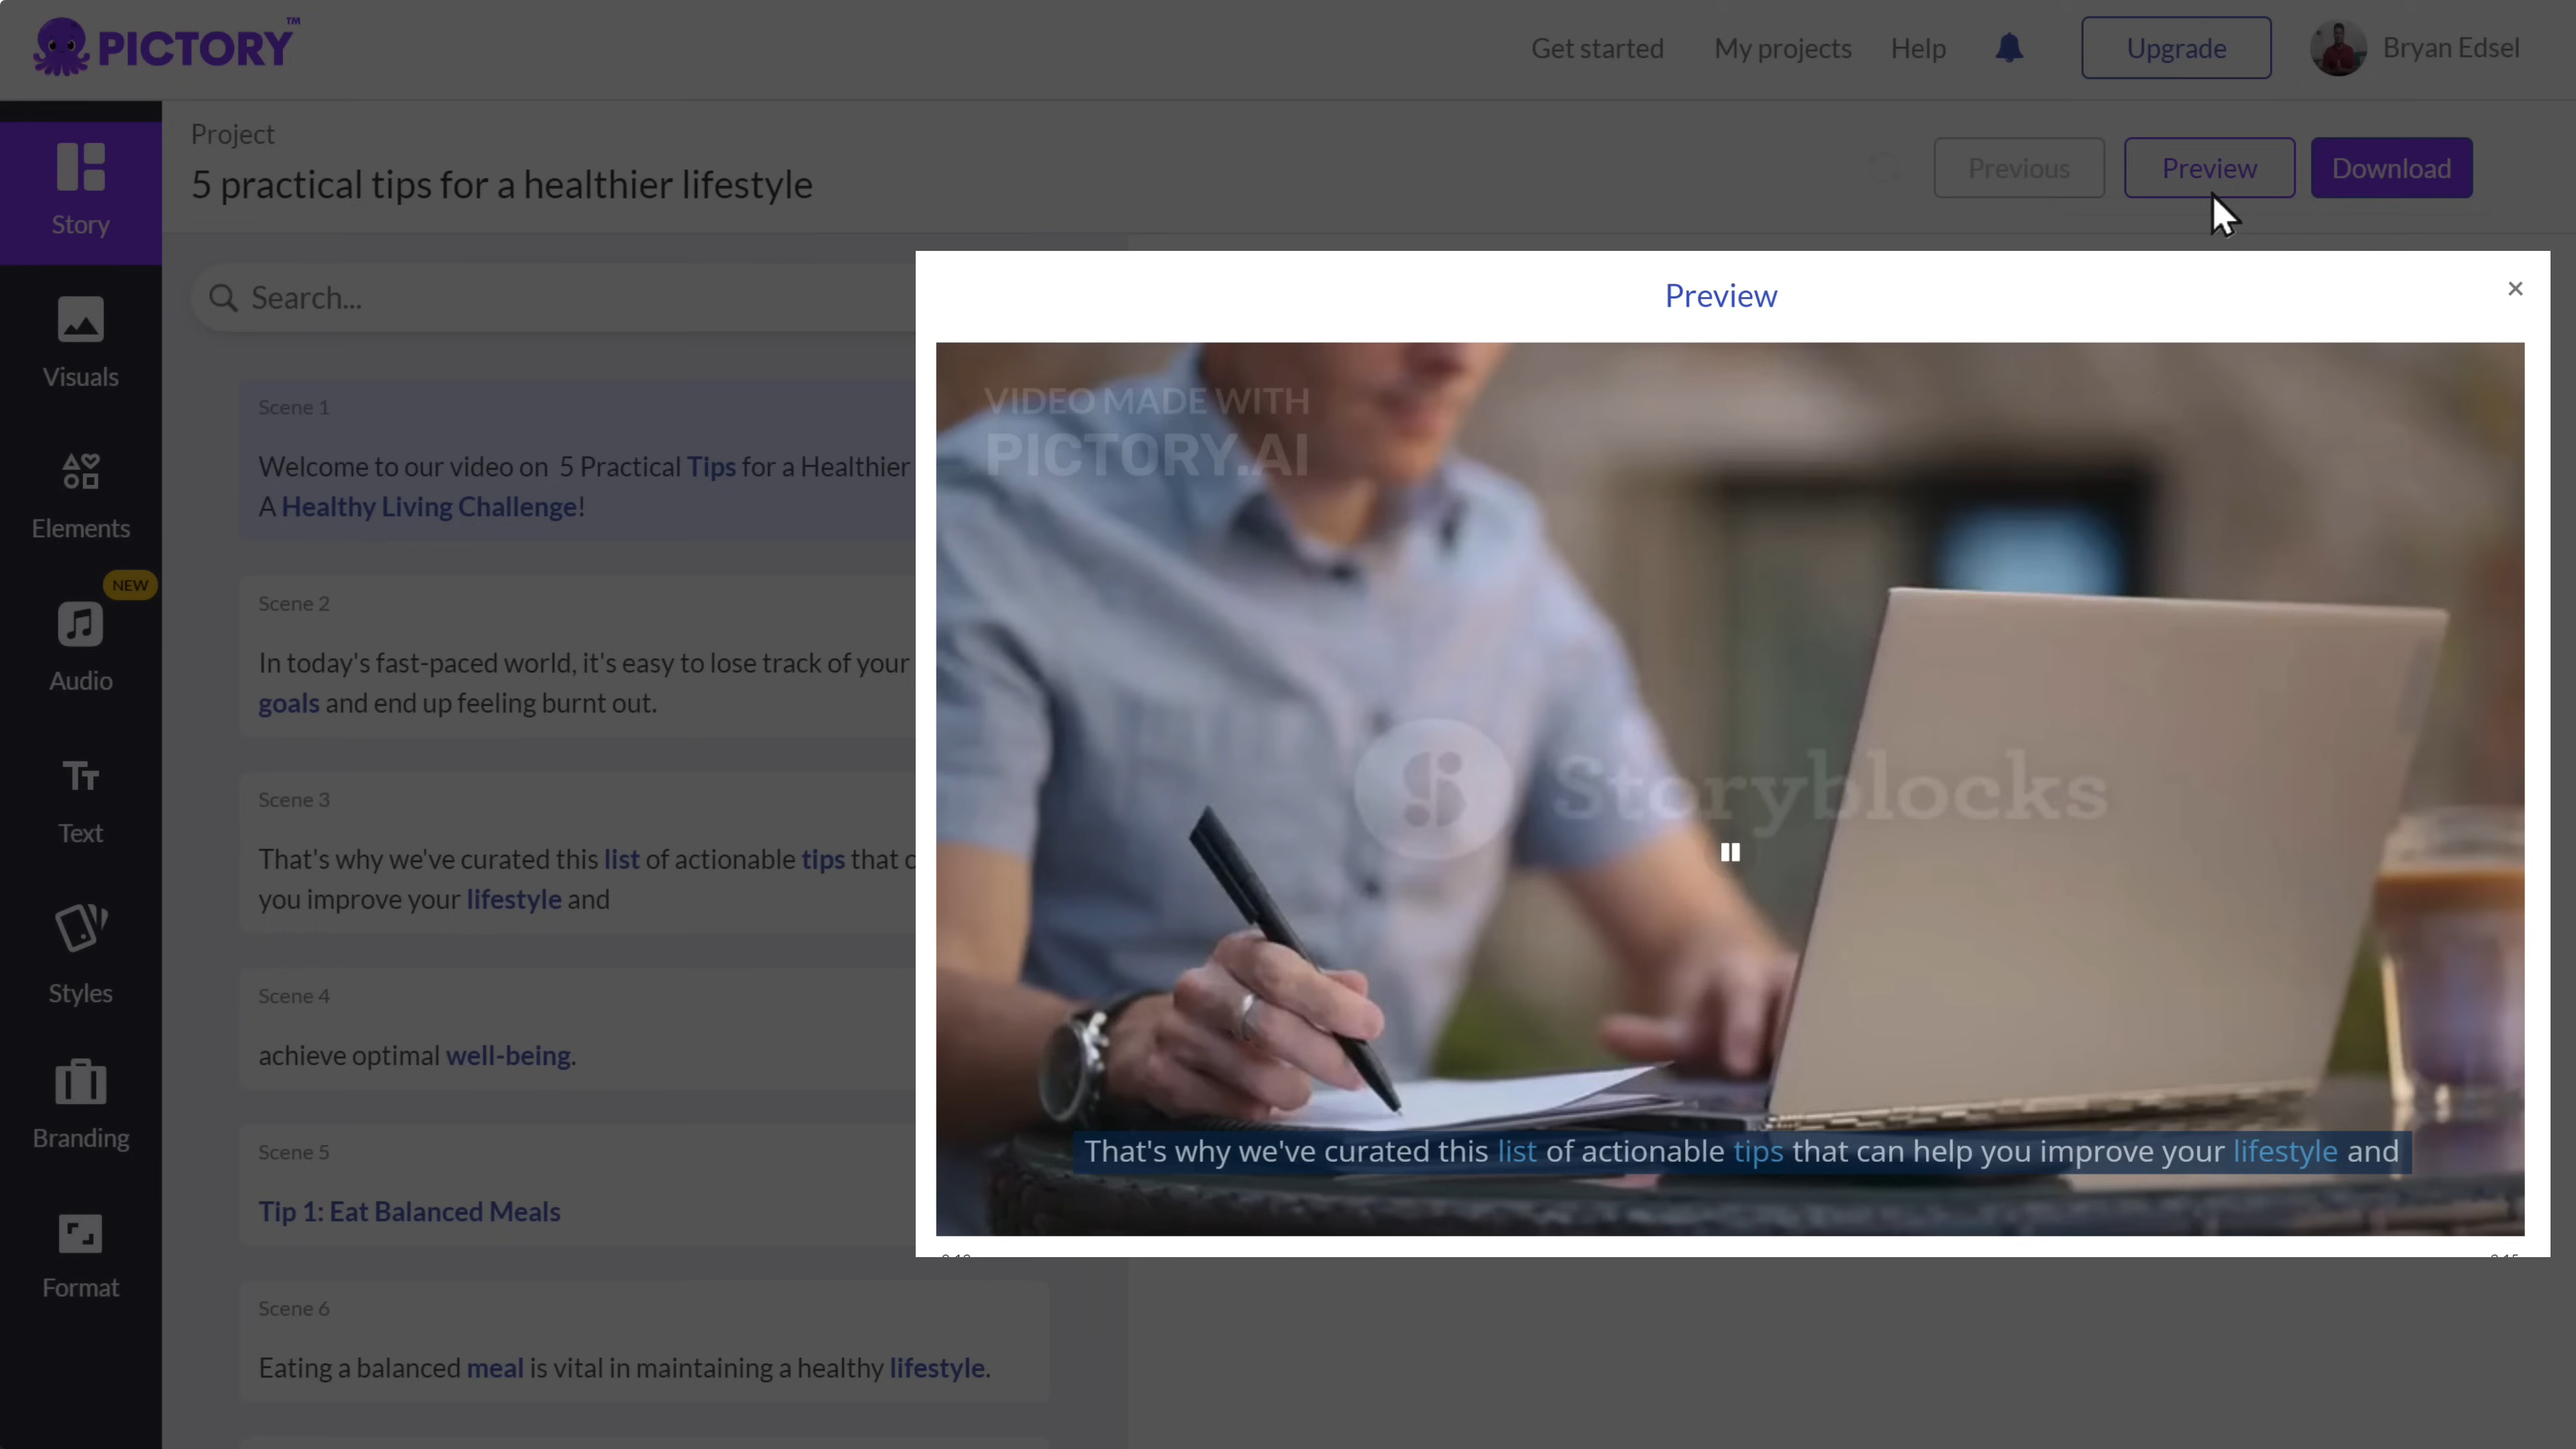 PICTORY™
Get started
My projects
Help
Upgrade
Bryan Edsel
Project
5 practical tips for a healthier lifestyle
Previous
Preview
Download
Story
Visuals
Elements
NEW
Audio
Text
Styles
Branding
Format
Search...
Scene 1
Welcome to our video on 5 Practical Tips for a Healthier
A Healthy Living Challenge!
Scene 2
In today's fast-paced world, it's easy to lose track of your
goals and end up feeling burnt out.
Scene 3
That's why we've curated this list of actionable tips that
you improve your lifestyle and
Scene 4
achieve optimal well-being.
Scene 5
Tip 1: Eat Balanced Meals
Scene 6
Eating a balanced meal is vital in maintaining a healthy lifestyle.
Preview
VIDEO MADE WITH
PICTORY.AI
Storyblocks
That's why we've curated this list of actionable tips that can help you improve your lifestyle and